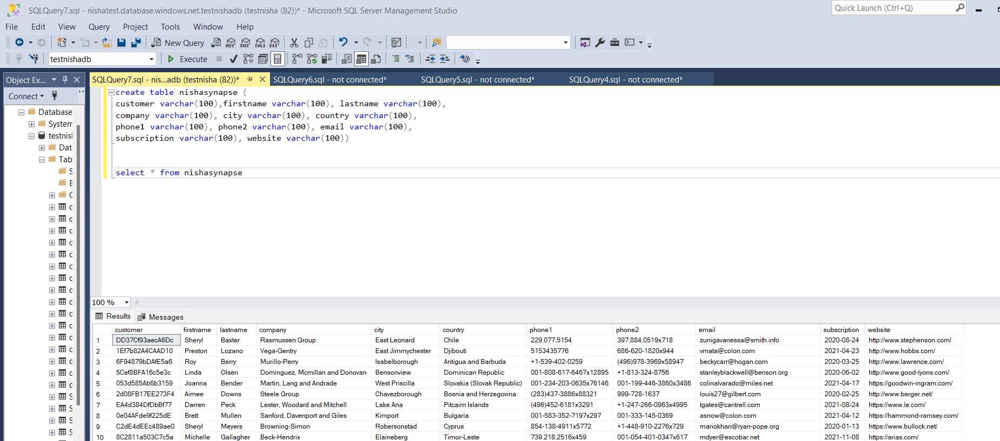 SQLQuery7.sql - nishatest.database.windows.net.testnishadb (testnisha (82))* - Microsoft SQL Server Management Studio
Quick Launch (Ctrl+Q)
File Edit View Query Project Tools Window Help
New Query MDX DMX XMLA DAX
testnishadb Execute
Object Ex... SQLQuery7.sql - nis...adb (testnisha (82))* SQLQuery6.sql - not connected* SQLQuery5.sql - not connected* SQLQuery4.sql - not connected*
Connect
Database
System
testnisl
Dat
Tab
create table nishasynapse (
customer varchar(100),firstname varchar(100), lastname varchar(100),
company varchar(100), city varchar(100), country varchar(100),
phone1 varchar(100), phone2 varchar(100), email varchar(100),
subscription varchar(100), website varchar(100))
select * from nishasynapse
100 %
Results Messages
customer firstname lastname company city country phone1 phone2 email subscription website
1 DD37Cf93aecA6Dc Sheryl Baxter Rasmussen Group East Leonard Chile 229.077.5154 397.884.0519x718 zunigavanessa@smith.info 2020-08-24 http://www.stephenson.com/
2 1Ef7b82A4CAAD10 Preston Lozano Vega-Gentry East Jimmychester Djibouti 5153435776 686-620-1820x944 vmata@colon.com 2021-04-23 http://www.hobbs.com/
3 6F94879bDAfE5a6 Roy Berry Murillo-Perry Isabelborough Antigua and Barbuda +1-539-402-0259 (496)978-3969x58947 beckycarr@hogan.com 2020-03-25 http://www.lawrence.com/
4 5Cef8BFA16c5e3c Linda Olsen Dominguez, Mcmillan and Donovan Bensonview Dominican Republic 001-808-617-6467x12895 +1-813-324-8756 stanleyblackwell@benson.org 2020-06-02 http://www.good-lyons.com/
5 053d585Ab6b3159 Joanna Bender Martin, Lang and Andrade West Priscilla Slovakia (Slovak Republic) 001-234-203-0635x76146 001-199-446-3860x3486 colinalvarado@miles.net 2021-04-17 https://goodwin-ingram.com/
6 2d08FB17EE273F4 Aimee Downs Steele Group Chavezborough Bosnia and Herzegovina (283)437-3886x88321 999-728-1637 louis27@gilbert.com 2020-02-25 http://www.berger.net/
7 EA4d384DfDbBf77 Darren Peck Lester, Woodard and Mitchell Lake Ana Pitcairn Islands (496)452-6181x3291 +1-247-266-0963x4995 tgates@cantrell.com 2021-08-24 https://www.le.com/
8 0e04AFde9f225dE Brett Mullen Sanford, Davenport and Giles Kimport Bulgaria 001-583-352-7197x297 001-333-145-0369 asnow@colon.com 2021-04-12 https://hammond-ramsey.com/
9 C2dE4dEEc489ae0 Sheryl Meyers Browning-Simon Robersonstad Cyprus 854-138-4911x5772 +1-448-910-2276x729 mariokhan@ryan-pope.org 2020-01-13 https://www.bullock.net/
10 8C2811a503C7c5a Michelle Gallagher Beck-Hendrix Elaineberg Timor-Leste 739.218.2516x459 001-054-401-0347x617 mdyer@escobar.net 2021-11-08 https://arias.com/